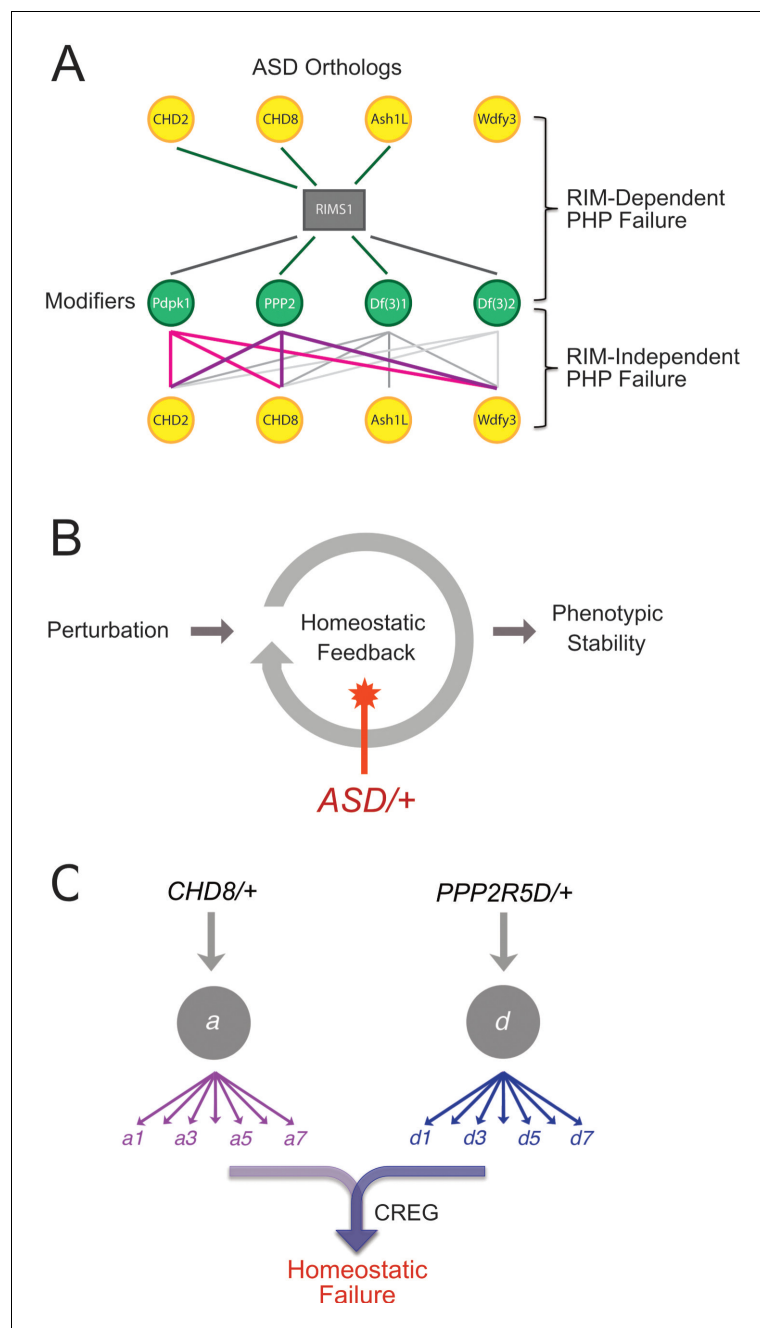 A
ASD Orthologs
CHD2 CHD8 Ash1L Wdfy3
RIMS1
RIM-Dependent
PHP Failure
Modifiers
Pdpk1 PPP2 Df(3)1 Df(3)2
RIM-Independent
PHP Failure
CHD2 CHD8 Ash1L Wdfy3
B
Perturbation
Homeostatic
Feedback
Phenotypic
Stability
ASD/+
C
CHD8/+ PPP2R5D/+
a d
a1 a3 a5 a7 d1 d3 d5 d7
CREG
Homeostatic
Failure